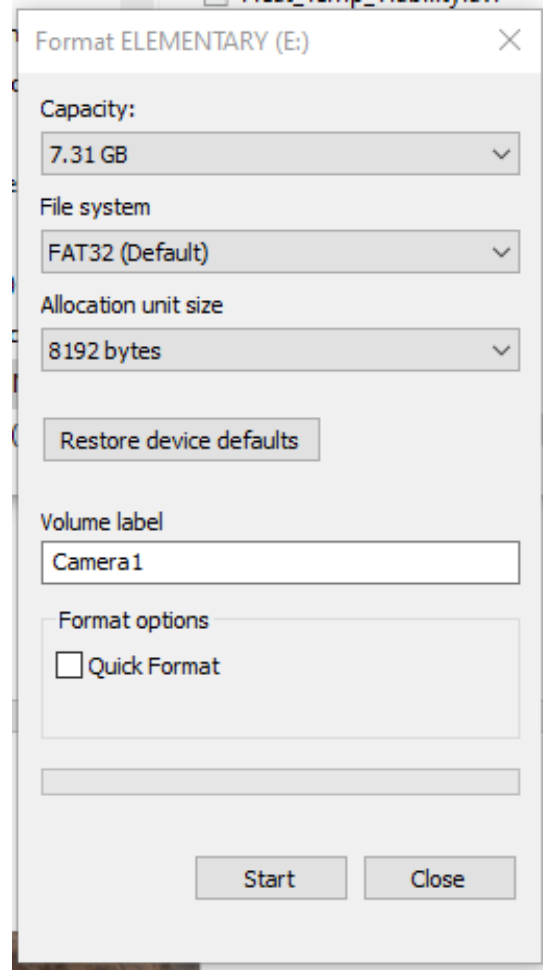 Format ELEMENTARY (E:)
Capacity:
7.31 GB
File system
FAT32 (Default)
Allocation unit size
8192 bytes
Restore device defaults
Volume label
Camera1
Format options
Quick Format
Start
Close